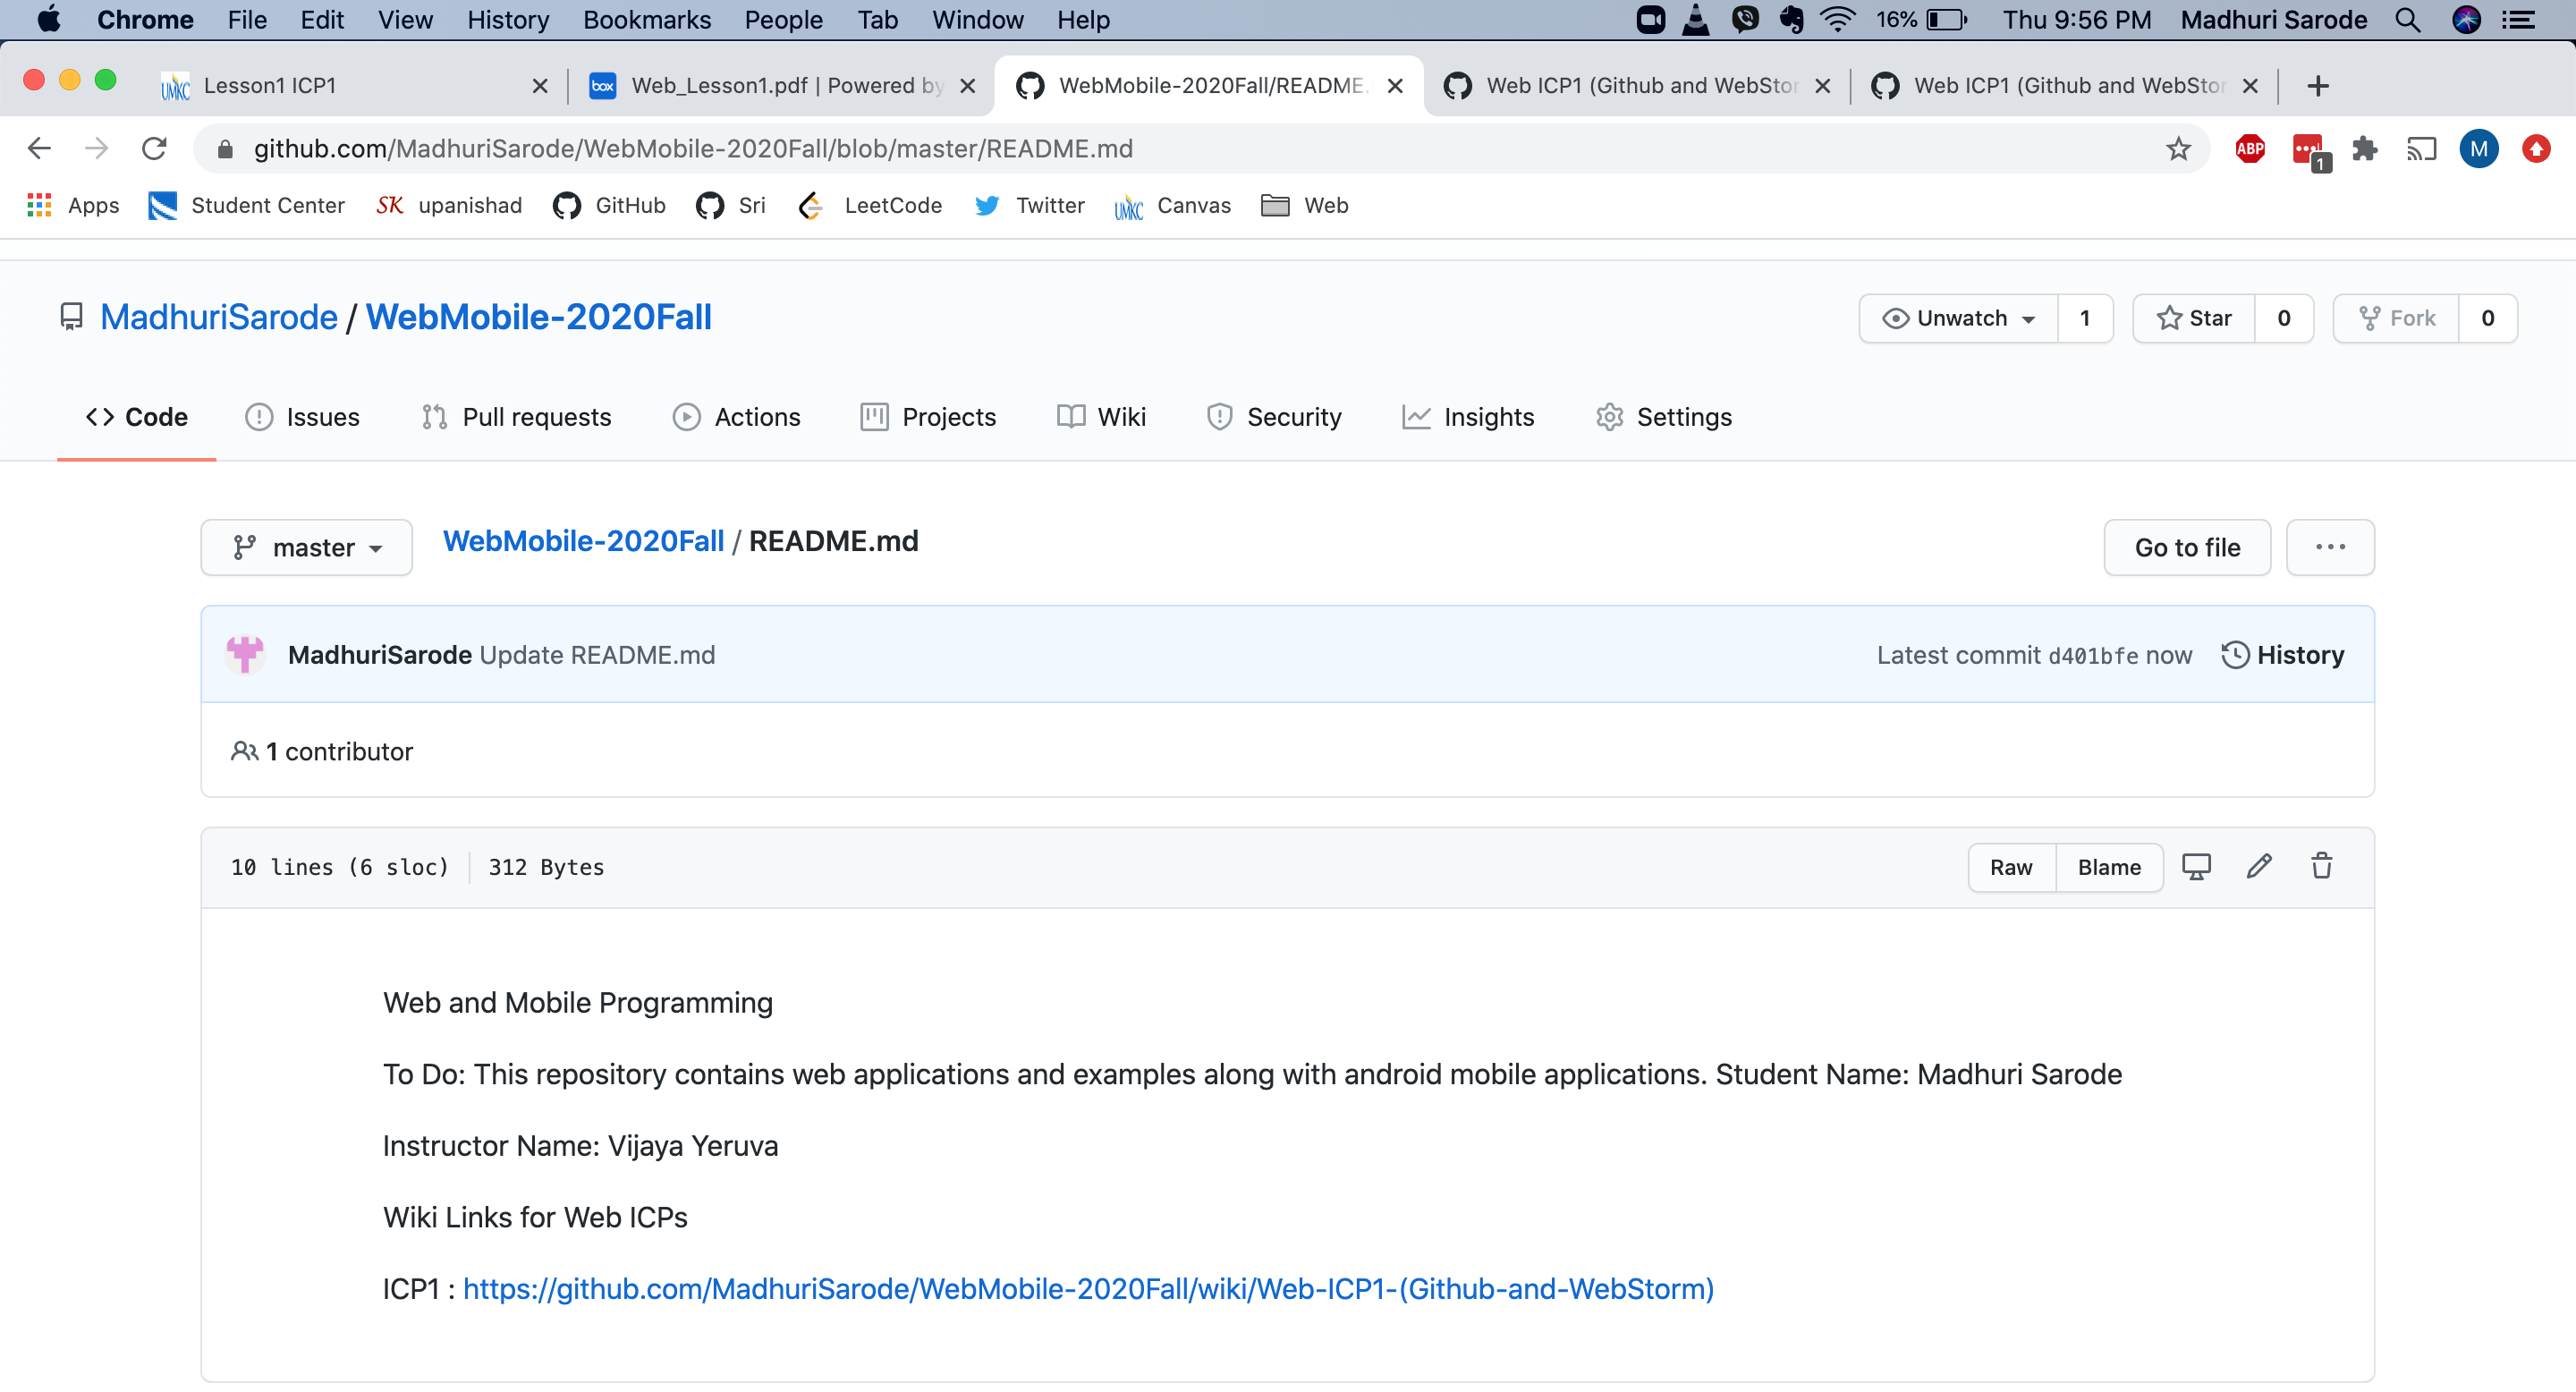 Chrome File Edit View History Bookmarks People Tab Window Help 16% Thu 9:56 PM Madhuri Sarode
UMKC Lesson1 ICP1 box Web_Lesson1.pdf | Powered by WebMobile-2020Fall/README. Web ICP1 (Github and WebStor Web ICP1 (Github and WebStor
github.com/MadhuriSarode/WebMobile-2020Fall/blob/master/README.md ABP 1 M
Apps Student Center SK upanishad GitHub Sri LeetCode Twitter UMKC Canvas Web
MadhuriSarode / WebMobile-2020Fall Unwatch 1 Star 0 Fork 0
Code Issues Pull requests Actions Projects Wiki Security Insights Settings
master WebMobile-2020Fall / README.md Go to file ...
MadhuriSarode Update README.md Latest commit d401bfe now History
1 contributor
10 lines (6 sloc) 312 Bytes Raw Blame
Web and Mobile Programming
To Do: This repository contains web applications and examples along with android mobile applications. Student Name: Madhuri Sarode
Instructor Name: Vijaya Yeruva
Wiki Links for Web ICPs
ICP1 : https://github.com/MadhuriSarode/WebMobile-2020Fall/wiki/Web-ICP1-(Github-and-WebStorm)